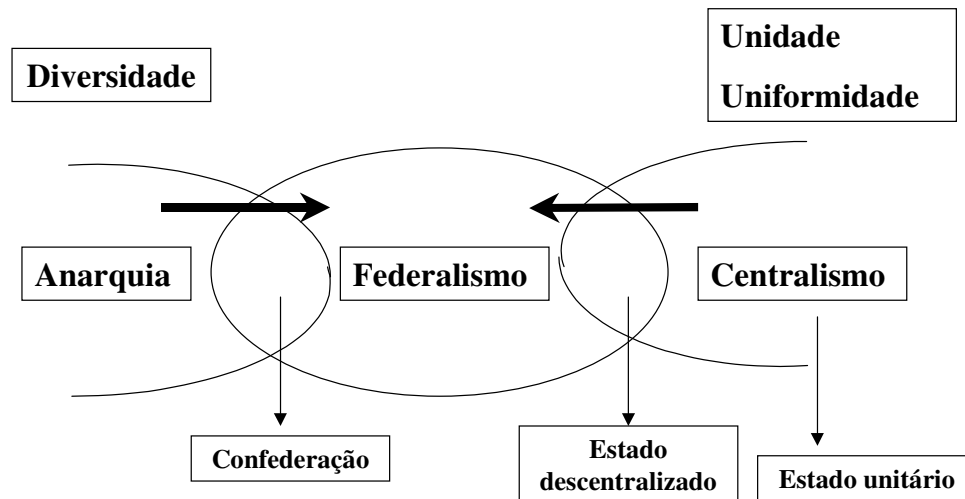 Diversidade
Unidade
Uniformidade
Anarquia
Federalismo
Centralismo
Confederação
Estado
descentralizado
Estado unitário